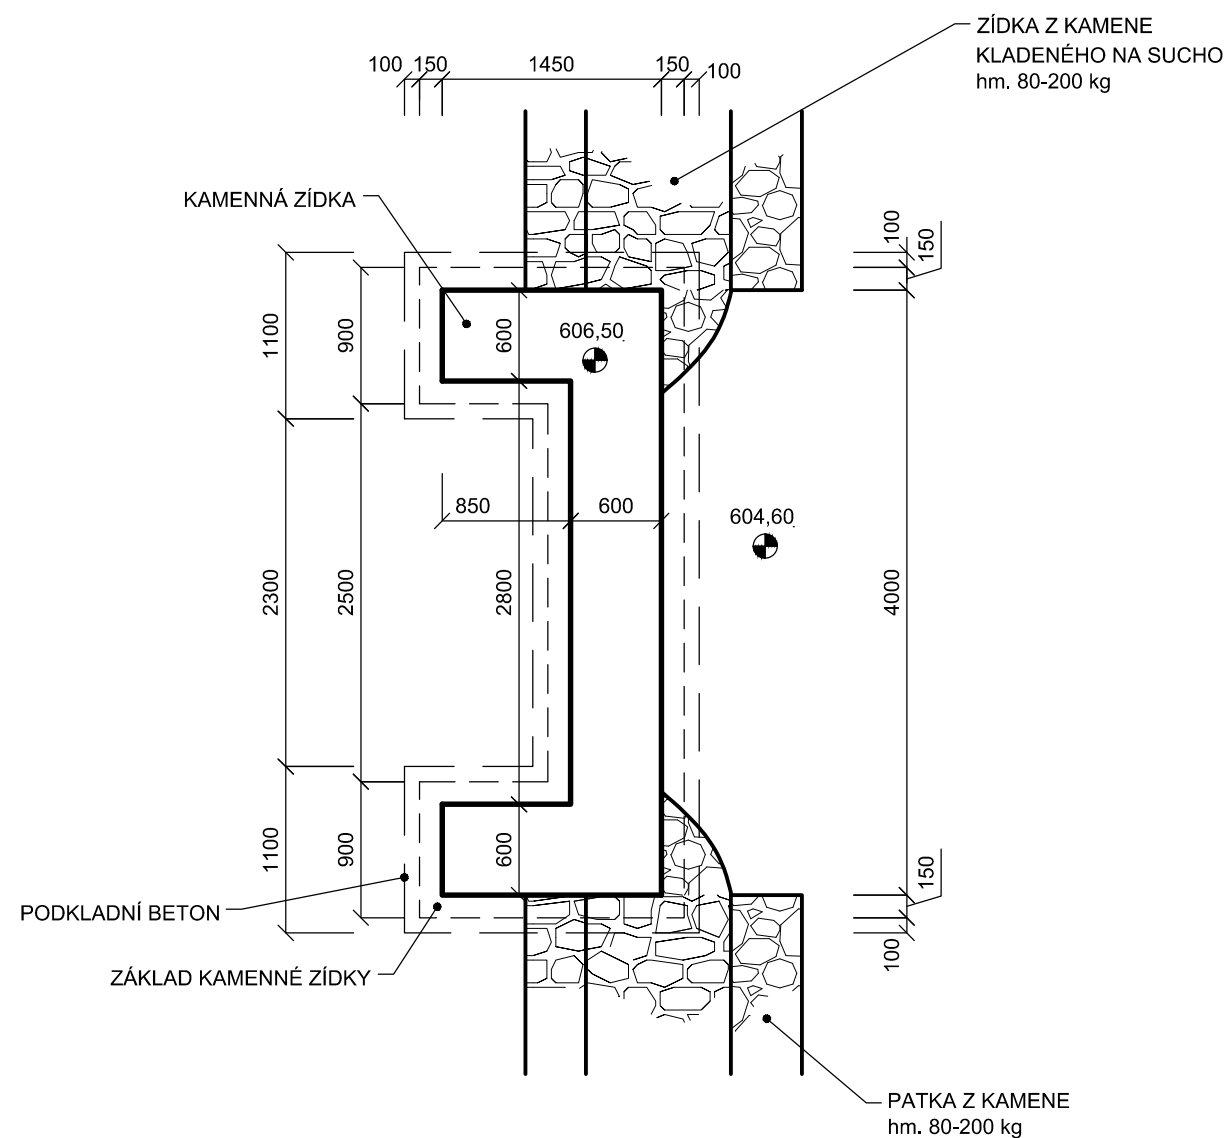 ZÍDKA Z KAMENE
KLADENÉHO NA SUCHO
hm. 80-200 kg
100 150 1450 150 100
KAMENNÁ ZÍDKA
100
150
1100
900
600
606,50
850
600
604,60
2300
2500
2800
4000
1100
900
600
150
100
PODKLADNÍ BETON
ZÁKLAD KAMENNÉ ZÍDKY
PATKA Z KAMENE
hm. 80-200 kg